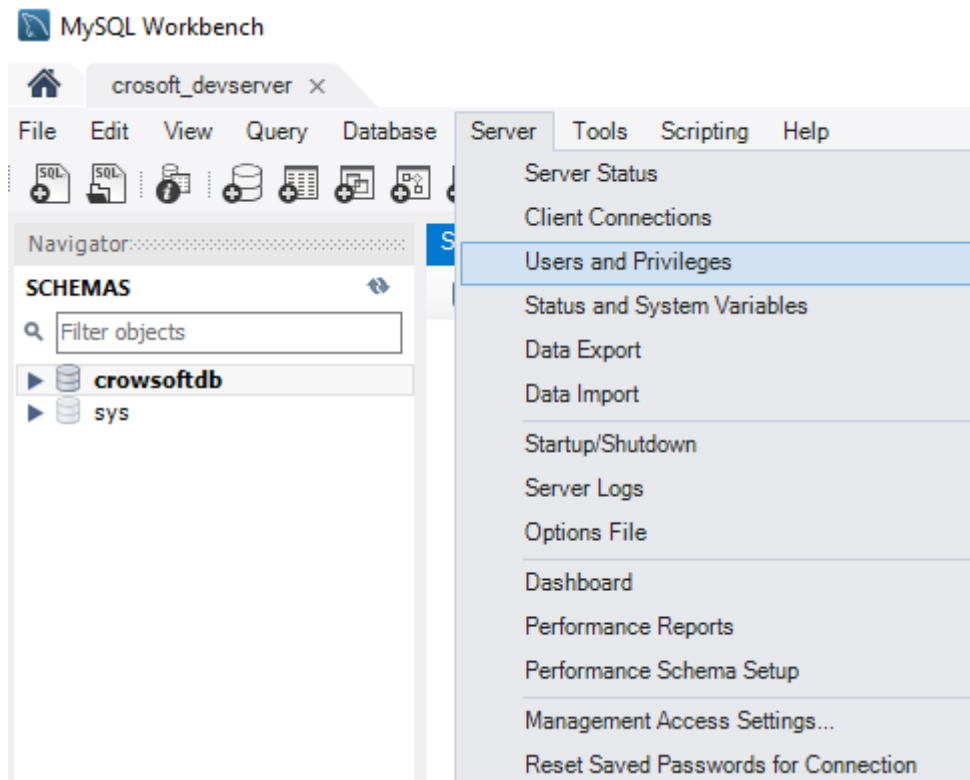 MySQL Workbench
crosoft_devserver
File Edit View Query Database Server Tools Scripting Help
SQL SQL
Navigator
SCHEMAS
Filter objects
crowsoftdb
sys
S
Server Status
Client Connections
Users and Privileges
Status and System Variables
Data Export
Data Import
Startup/Shutdown
Server Logs
Options File
Dashboard
Performance Reports
Performance Schema Setup
Management Access Settings...
Reset Saved Passwords for Connection